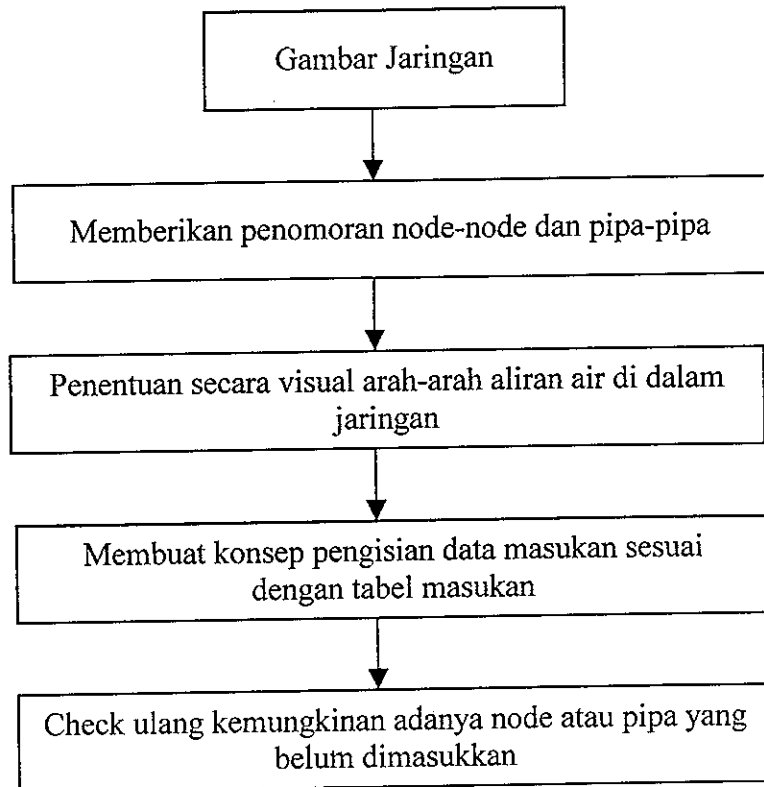 Gambar Jaringan
Memberikan penomoran node-node dan pipa-pipa
Penentuan secara visual arah-arah aliran air di dalam
jaringan
Membuat konsep pengisian data masukan sesuai
dengan tabel masukan
Check ulang kemungkinan adanya node atau pipa yang
belum dimasukkan